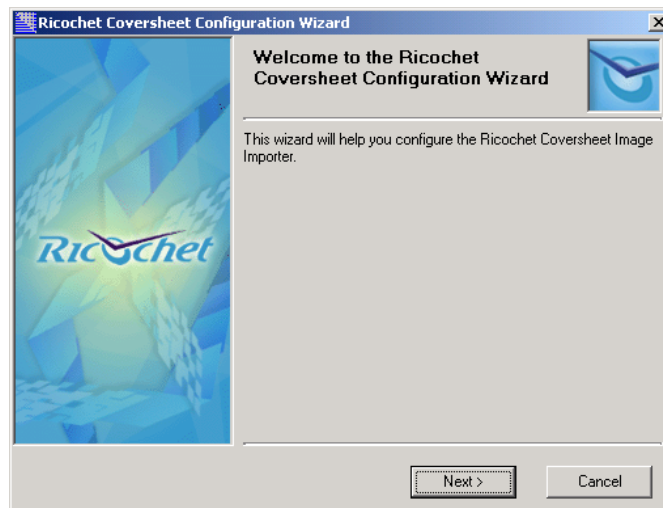 Ricochet Coversheet Configuration Wizard
Welcome to the Ricochet
Coversheet Configuration Wizard
This wizard will help you configure the Ricochet Coversheet Image
Importer.
Ricochet
Next >
Cancel